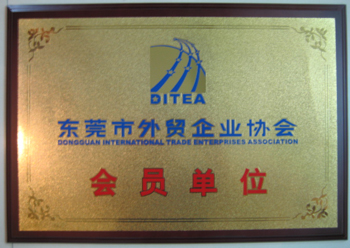 DITEA
东莞市外贸企业协会
DONGGUAN INTERNATIONAL TRADE ENTERPRISES ASSOCIATION
会员单位